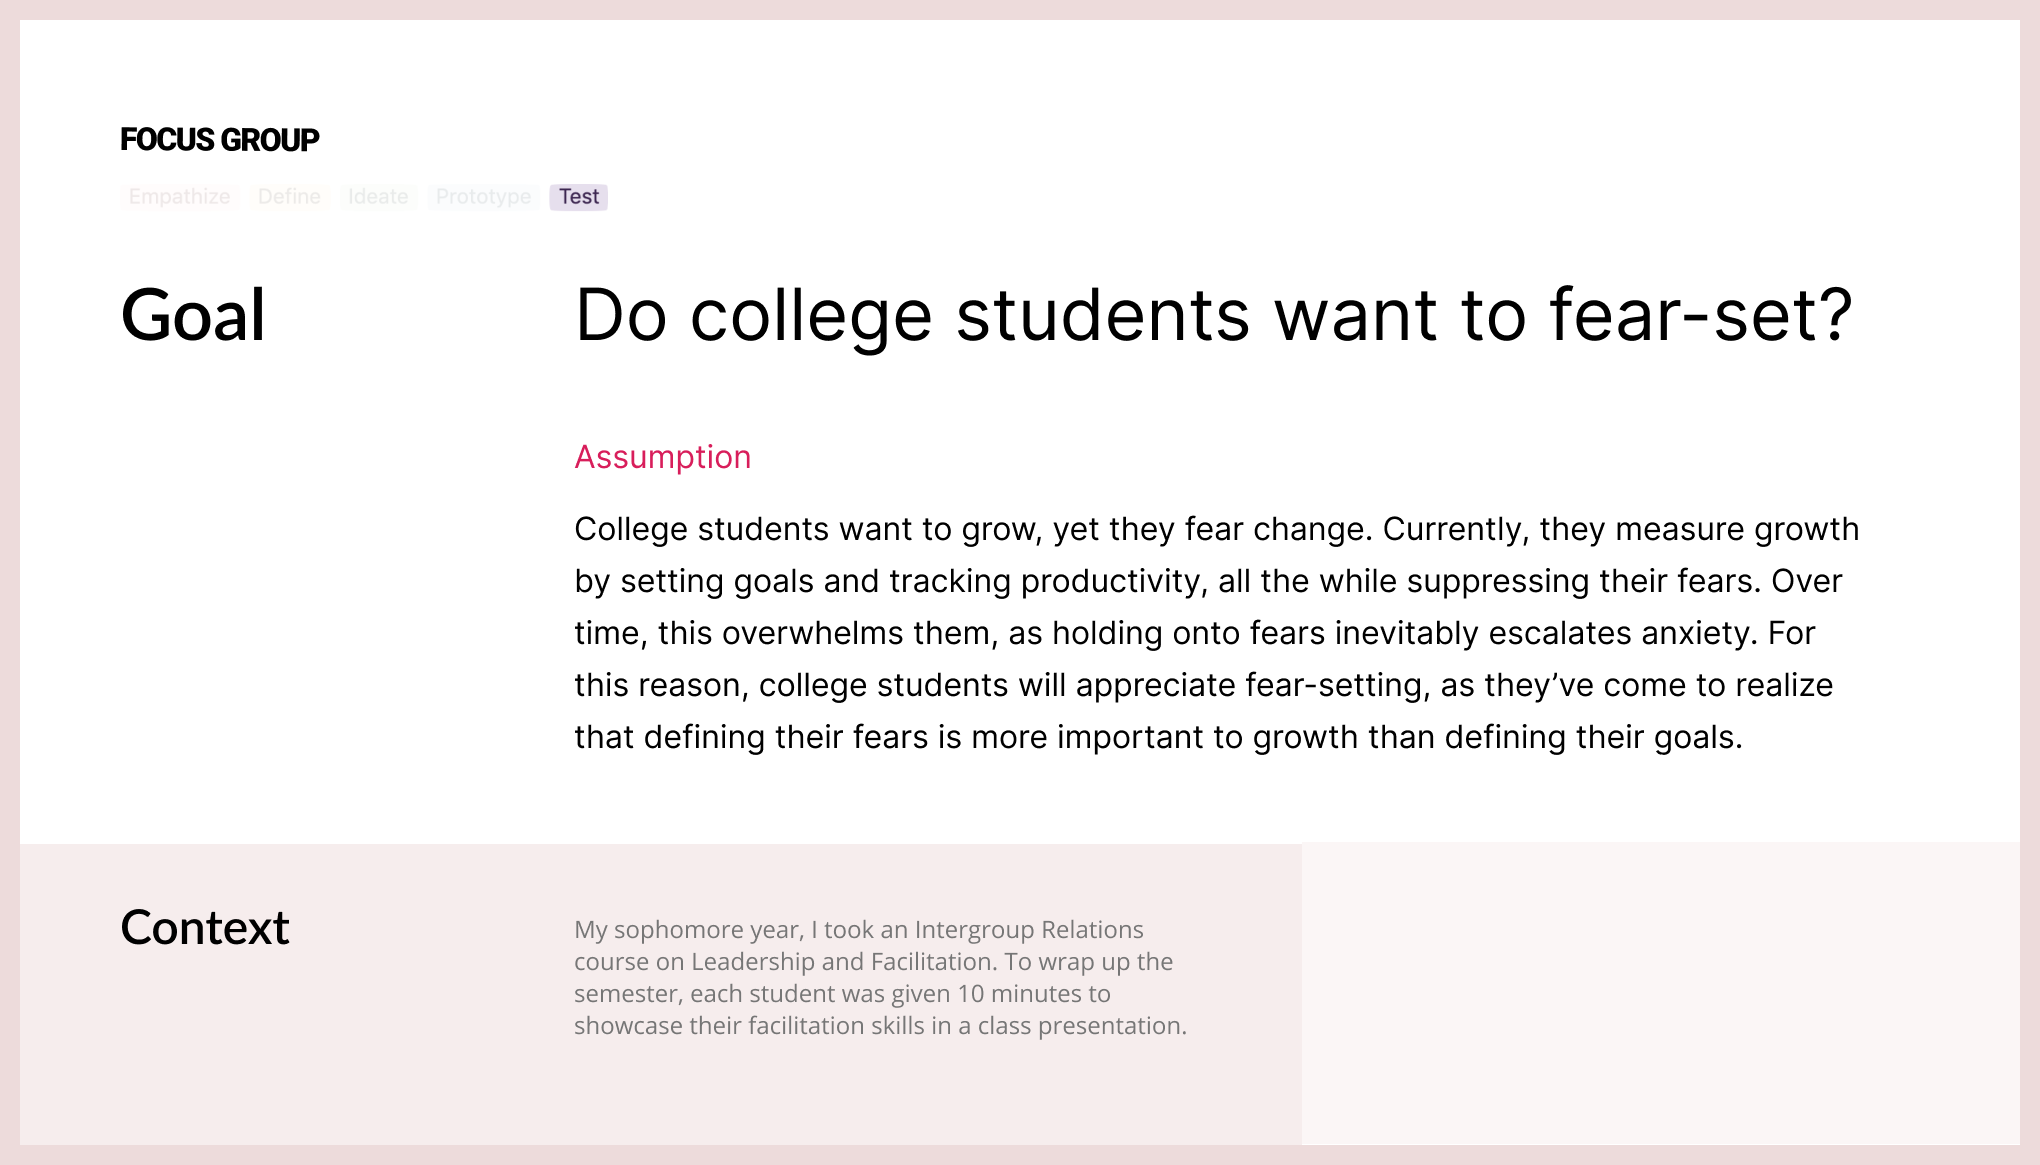 FOCUS GROUP
Empathize Define Ideate Prototype Test
Goal
Do college students want to fear-set?
Assumption
College students want to grow, yet they fear change. Currently, they measure growth
by setting goals and tracking productivity, all the while suppressing their fears. Over
time, this overwhelms them, as holding onto fears inevitably escalates anxiety. For
this reason, college students will appreciate fear-setting, as they’ve come to realize
that defining their fears is more important to growth than defining their goals.
Context
My sophomore year, I took an Intergroup Relations
course on Leadership and Facilitation. To wrap up the
semester, each student was given 10 minutes to
showcase their facilitation skills in a class presentation.